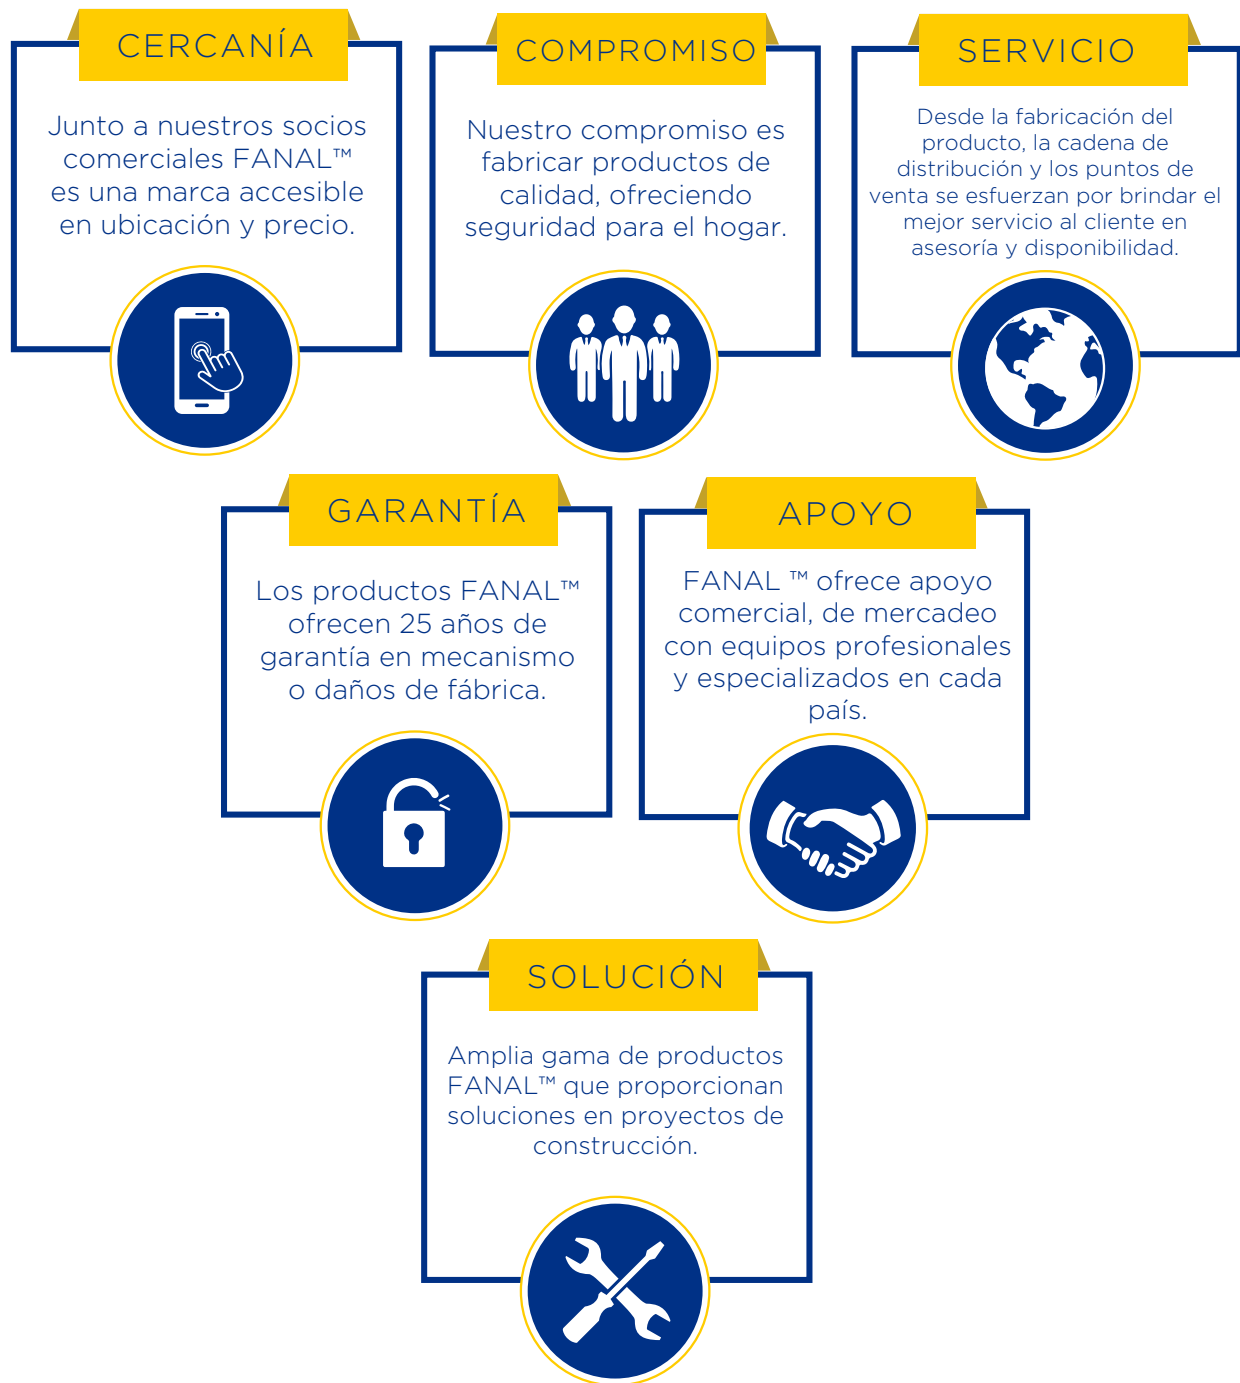 CERCANÍA
Junto a nuestros socios
comerciales FANAL™
es una marca accesible
en ubicación y precio.
COMPROMISO
Nuestro compromiso es
fabricar productos de
calidad, ofreciendo
seguridad para el hogar.
SERVICIO
Desde la fabricación del
producto, la cadena de
distribución y los puntos de
venta se esfuerzan por brindar el
mejor servicio al cliente en
asesoría y disponibilidad.
GARANTÍA
Los productos FANAL™
ofrecen 25 años de
garantía en mecanismo
o daños de fábrica.
APOYO
FANAL ™ ofrece apoyo
comercial, de mercadeo
con equipos profesionales
y especializados en cada
país.
SOLUCIÓN
Amplia gama de productos
FANAL™ que proporcionan
soluciones en proyectos de
construcción.